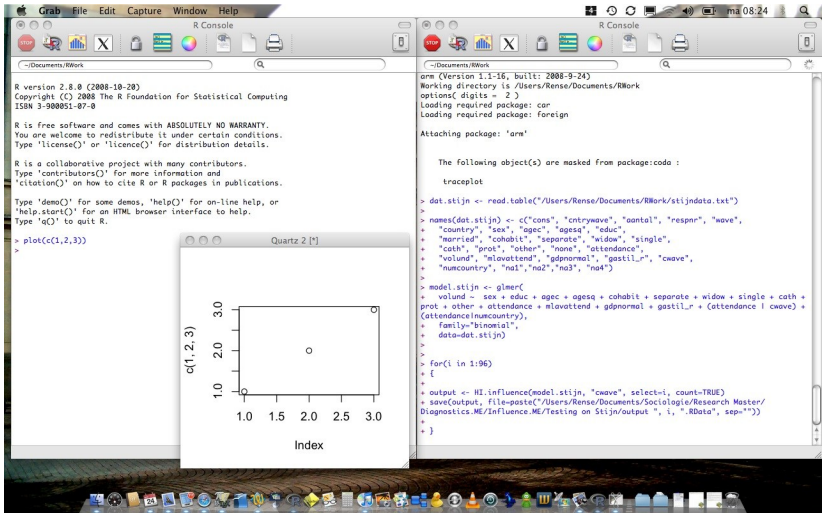 Grab File Edit Capture Window Help
ma 08:24
R Console
STOP
X
~/Documents/RWork
R version 2.8.0 (2008-10-20)
Copyright (C) 2008 The R Foundation for Statistical Computing
ISBN 3-900051-07-0
R is free software and comes with ABSOLUTELY NO WARRANTY.
You are welcome to redistribute it under certain conditions.
Type 'license()' or 'licence()' for distribution details.
R is a collaborative project with many contributors.
Type 'contributors()' for more information and
'citation()' on how to cite R or R packages in publications.
Type 'demo()' for some demos, 'help()' for on-line help, or
'help.start()' for an HTML browser interface to help.
Type 'q()' to quit R.
> plot(c(1,2,3))
>
Quartz 2 [*]
c(1, 2, 3)
3.0
2.0
1.0
1.0 1.5 2.0 2.5 3.0
Index
R Console
STOP
X
~/Documents/RWork
arm (Version 1.1-16, built: 2008-9-24)
Working directory is /Users/Rense/Documents/RWork
options( digits = 2 )
Loading required package: car
Loading required package: foreign
Attaching package: 'arm'
The following object(s) are masked from package:coda :
traceplot
> dat.stijn <- read.table("/Users/Rense/Documents/RWork/stijndata.txt")
>
> names(dat.stijn) <- c("cons", "cntrywave", "aantal", "respnr", "wave",
+ "country", "sex", "agec", "agesq", "educ",
+ "married", "cohabit", "separate", "widow", "single",
+ "cath", "prot", "other", "none", "attendance",
+ "volund", "mlavattend", "gdpnormal", "gastil_r", "cwave",
+ "numcountry", "na1","na2","na3", "na4")
>
> model.stijn <- glmer(
+ volund ~ sex + educ + agec + agesq + cohabit + separate + widow + single + cath +
prot + other + attendance + mlavattend + gdpnormal + gastil_r + (attendance | cwave) +
(attendance|numcountry),
+ family="binomial",
+ data=dat.stijn)
>
>
> for(i in 1:96)
+ {
+
+ output <- HI.influence(model.stijn, "cwave", select=i, count=TRUE)
+ save(output, file=paste("/Users/Rense/Documents/Sociologie/Research Master/
Diagnostics.ME/Influence.ME/Testing on Stijn/output ", i, ".RData", sep=""))
+
+ }